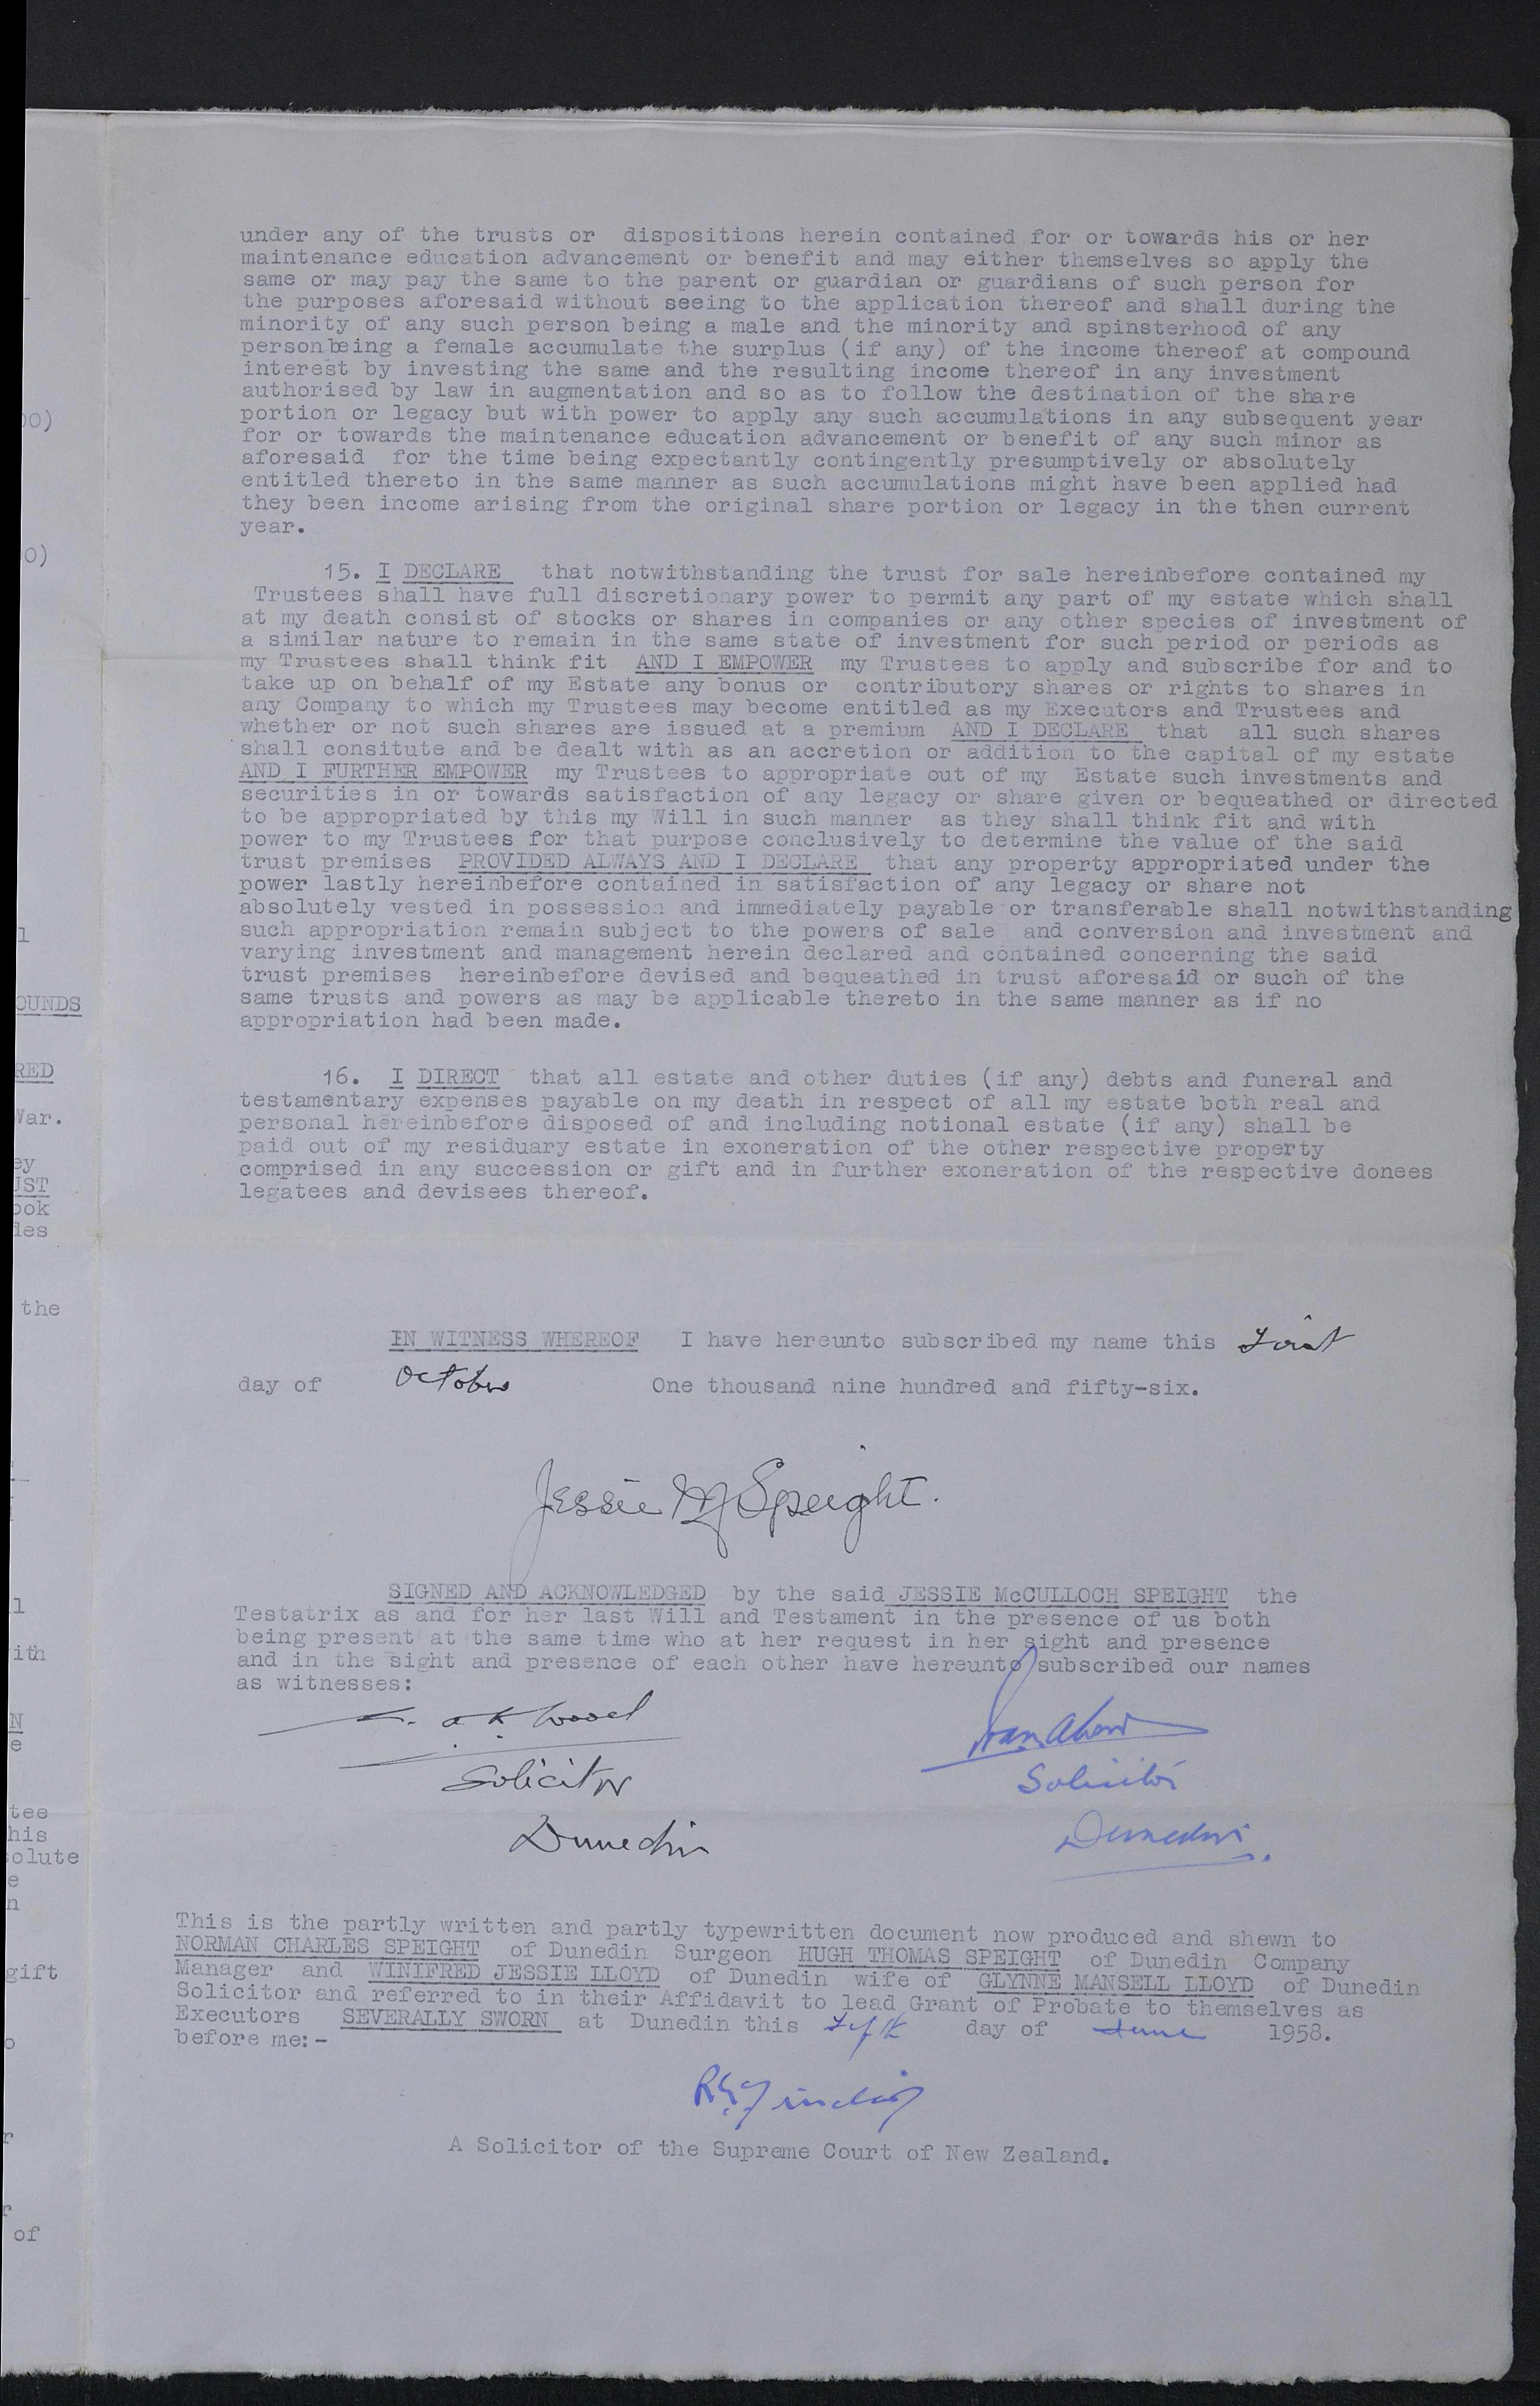 under any of the trusts or dispositions herein contained for or towards his or her
maintenance education advancement or benefit and may either themselves so apply the
same or may pay the same to the parent or guardian or guardians of such person for
the purposes aforesaid without seeing to the application thereof and shall during the
minority of any such person being a male and the minority and spinsterhood of any
person being a female accumulate the surplus (if any) of the income thereof at compound
interest by investing the same and the resulting income thereof in any investment
authorised by law in augmentation and so as to follow the destination of the share
portion or legacy but with power to apply any such accumulations in any subsequent year
for or towards the maintenance education advancement or benefit of any such minor as
aforesaid for the time being expectantly contingently presumptively or absolutely
entitled thereto in the same manner as such accumulations might have been applied had
they been income arising from the original share portion or legacy in the then current
year.
15. I DECLARE that notwithstanding the trust for sale hereinbefore contained my
Trustees shall have full discretionary power to permit any part of my estate which shall
at my death consist of stocks or shares in companies or any other species of investment of
a similar nature to remain in the same state of investment for such period or periods as
my Trustees shall think fit AND I EMPOWER my Trustees to apply and subscribe for and to
take up on behalf of my Estate any bonus or contributory shares or rights to shares in
any Company to which my Trustees may become entitled as my Executors and Trustees and
whether or not such shares are issued at a premium AND I DECLARE that all such shares
shall consitute and be dealt with as an accretion or addition to the capital of my estate
AND I FURTHER EMPOWER my Trustees to appropriate out of my Estate such investments and
securities in or towards satisfaction of any legacy or share given or bequeathed or directed
to be appropriated by this my Will in such manner as they shall think fit and with
power to my Trustees for that purpose conclusively to determine the value of the said
trust premises PROVIDED ALWAYS AND I DECLARE that any property appropriated under the
power lastly hereinbefore contained in satisfaction of any legacy or share not
absolutely vested in possession and immediately payable or transferable shall notwithstanding
such appropriation remain subject to the powers of sale and conversion and investment and
varying investment and management herein declared and contained concerning the said
trust premises hereinbefore devised and bequeathed in trust aforesaid or such of the
same trusts and powers as may be applicable thereto in the same manner as if no
appropriation had been made.
16. I DIRECT that all estate and other duties (if any) debts and funeral and
testamentary expenses payable on my death in respect of all my estate both real and
personal hereinbefore disposed of and including notional estate (if any) shall be
paid out of my residuary estate in exoneration of the other respective property
comprised in any succession or gift and in further exoneration of the respective donees
legatees and devisees thereof.
IN WITNESS WHEREOF I have hereunto subscribed my name this first
day of October One thousand nine hundred and fifty-six.
Jessie M Speight.
SIGNED AND ACKNOWLEDGED by the said JESSIE McCULLOCH SPEIGHT the
Testatrix as and for her last Will and Testament in the presence of us both
being present at the same time who at her request in her sight and presence
and in the sight and presence of each other have hereunto subscribed our names
as witnesses:
Wood
Solicitor Solicitor
Dunedin Dunedin.
This is the partly written and partly typewritten document now produced and shewn to
NORMAN CHARLES SPEIGHT of Dunedin Surgeon HUGH THOMAS SPEIGHT of Dunedin Company
Manager and WINIFRED JESSIE LLOYD of Dunedin wife of GLYNNE MANSELL LLOYD of Dunedin
Solicitor and referred to in their Affidavit to lead Grant of Probate to themselves as
Executors SEVERALLY SWORN at Dunedin this day of June 1958.
before me:-
A Solicitor of the Supreme Court of New Zealand.